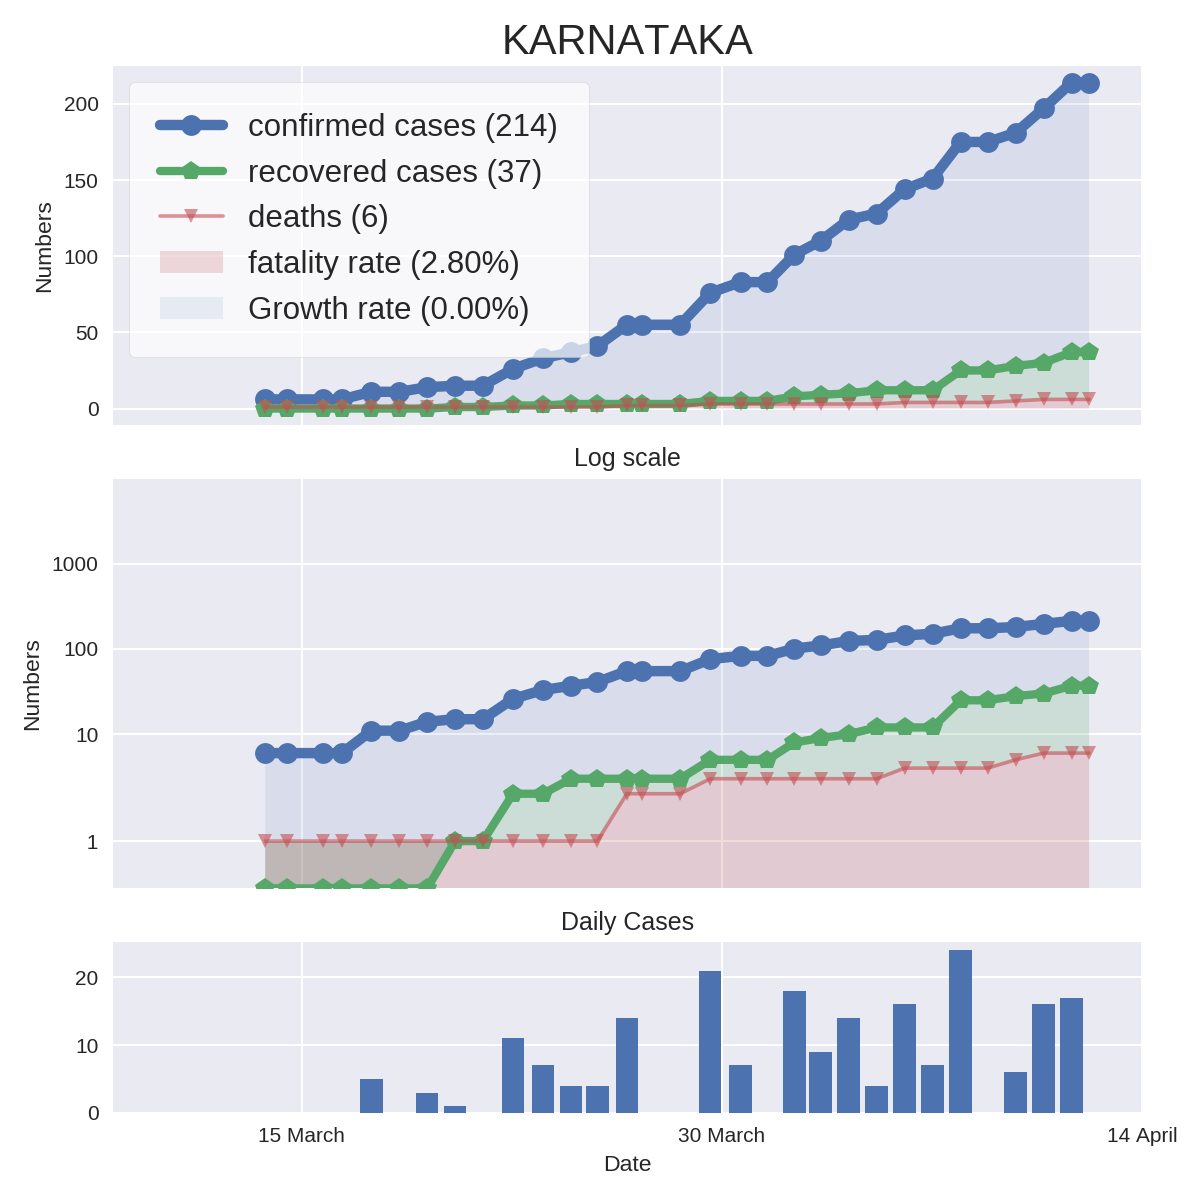 KARNATAKA
confirmed cases (214)
recovered cases (37)
deaths (6)
fatality rate (2.80%)
Growth rate (0.00%)
200
150
100
50
0
Numbers
Log scale
1000
100
10
1
Numbers
Daily Cases
20
10
0
15 March 30 March 14 April
Date